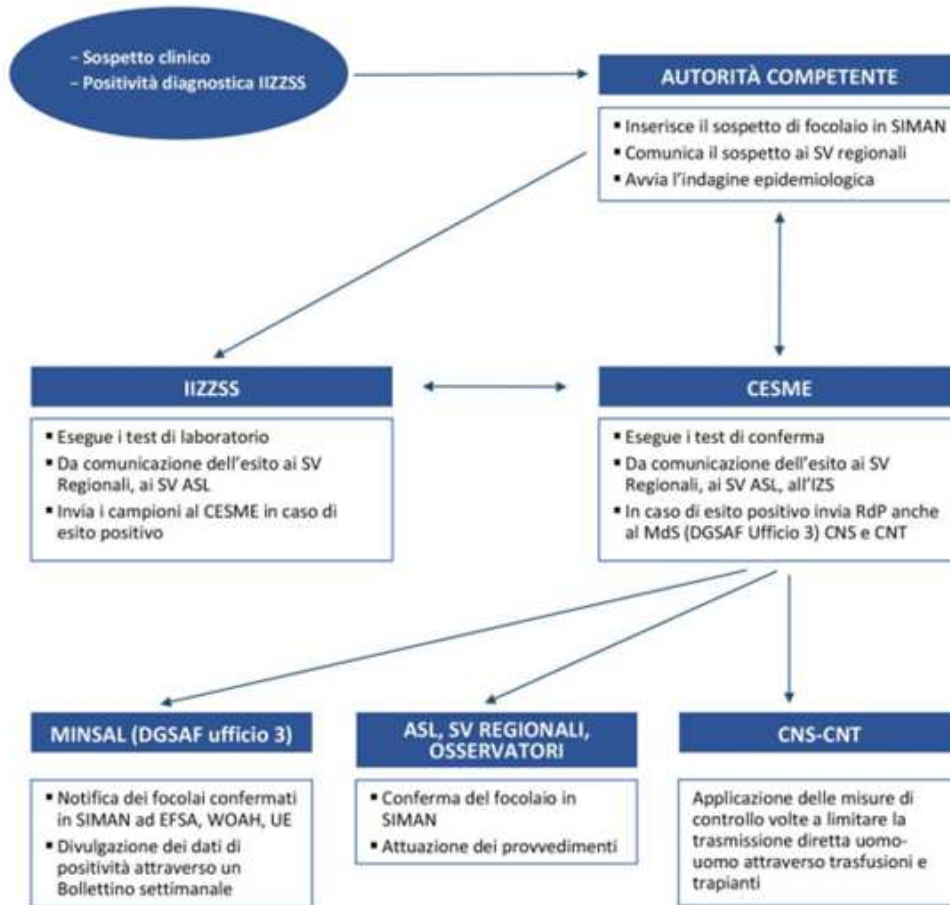 – Sospetto clinico
– Positività diagnostica IIZZSS
AUTORITÀ COMPETENTE
▪ Inserisce il sospetto di focolaio in SIMAN
▪ Comunica il sospetto ai SV regionali
▪ Avvia l'indagine epidemiologica
IIZZSS
▪ Esegue i test di laboratorio
▪ Da comunicazione dell'esito ai SV
Regionali, ai SV ASL
▪ Invia i campioni al CESME in caso di
esito positivo
CESME
▪ Esegue i test di conferma
▪ Da comunicazione dell'esito ai SV
Regionali, ai SV ASL, all'IZS
▪ In caso di esito positivo invia RdP anche
al MdS (DGSAF Ufficio 3) CNS e CNT
MINSAL (DGSAF ufficio 3)
▪ Notifica dei focolai confermati
in SIMAN ad EFSA, WOAH, UE
▪ Divulgazione dei dati di
positività attraverso un
Bollettino settimanale
ASL, SV REGIONALI,
OSSERVATORI
▪ Conferma del focolaio in
SIMAN
▪ Attuazione dei provvedimenti
CNS-CNT
Applicazione delle misure di
controllo volte a limitare la
trasmissione diretta uomo-
uomo attraverso trasfusioni e
trapianti